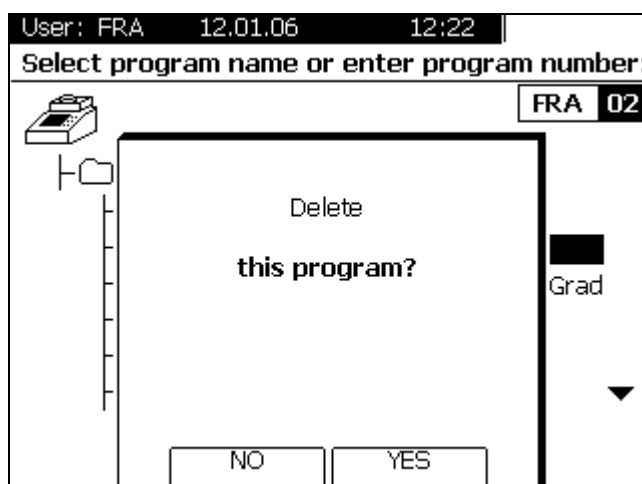 User: FRA 12.01.06 12:22
Select program name or enter program number:
FRA 02
Delete
this program?
Grad
NO YES